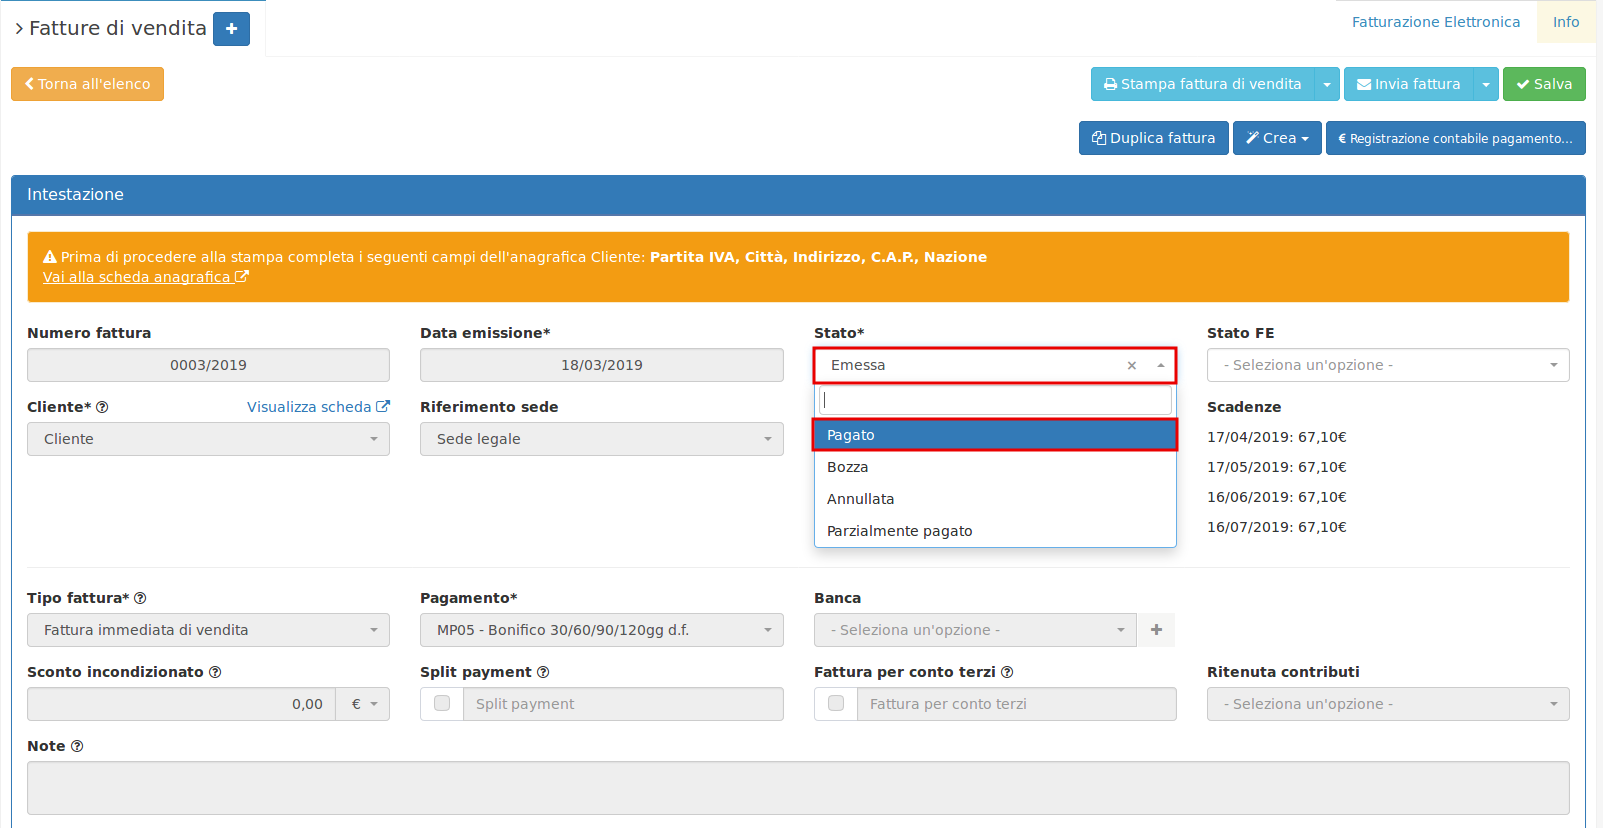 Fatture di vendita
Fatturazione Elettronica
Info
Torna all'elenco
Stampa fattura di vendita
Invia fattura
Salva
Duplica fattura
Crea
€ Registrazione contabile pagamento...
Intestazione
Prima di procedere alla stampa completa i seguenti campi dell'anagrafica Cliente: Partita IVA, Città, Indirizzo, C.A.P., Nazione
Vai alla scheda anagrafica
Numero fattura
Data emissione*
Stato*
Stato FE
0003/2019
18/03/2019
Emessa
- Seleziona un'opzione -
Cliente*
Visualizza scheda
Riferimento sede
Scadenze
Cliente
Sede legale
Pagato
Bozza
Annullata
Parzialmente pagato
17/04/2019: 67,10€
17/05/2019: 67,10€
16/06/2019: 67,10€
16/07/2019: 67,10€
Tipo fattura*
Pagamento*
Banca
Fattura immediata di vendita
MP05 - Bonifico 30/60/90/120gg d.f.
- Seleziona un'opzione -
Sconto incondizionato
Split payment
Fattura per conto terzi
Ritenuta contributi
0,00
€
Split payment
Fattura per conto terzi
- Seleziona un'opzione -
Note